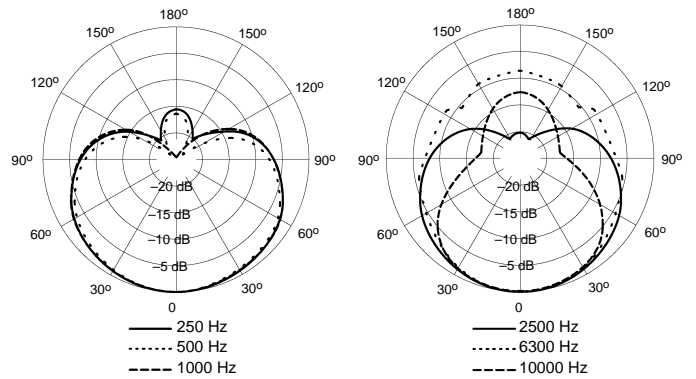 180º
150º
150º
120º
120º
90º
90º
60º
60º
30º
30º
0
–20 dB
–15 dB
–10 dB
–5 dB
250 Hz
500 Hz
1000 Hz
180º
150º
150º
120º
120º
90º
90º
60º
60º
30º
30º
0
–20 dB
–15 dB
–10 dB
–5 dB
2500 Hz
6300 Hz
10000 Hz